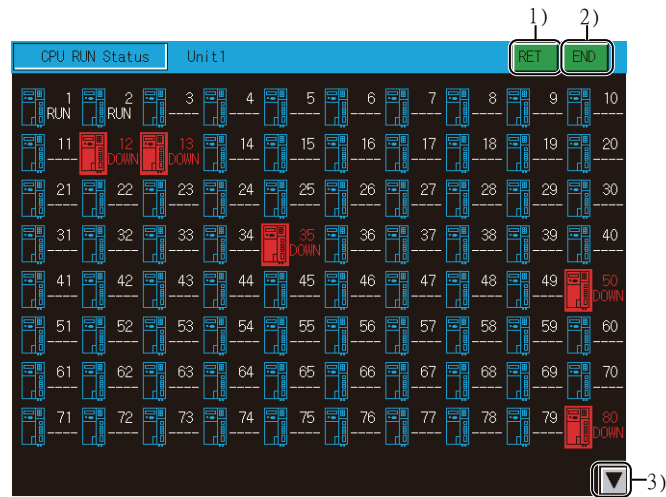 1) 2)
CPU RUN Status Unit1 RET END
1 2 3 4 5 6 7 8 9 10
RUN RUN --- --- --- --- --- --- --- ---
11 12 13 14 15 16 17 18 19 20
--- DOWN DOWN --- --- --- --- --- --- ---
21 22 23 24 25 26 27 28 29 30
--- --- --- --- --- --- --- --- --- ---
31 32 33 34 35 36 37 38 39 40
--- --- --- --- DOWN --- --- --- --- ---
41 42 43 44 45 46 47 48 49 50
--- --- --- --- --- --- --- --- --- DOWN
51 52 53 54 55 56 57 58 59 60
--- --- --- --- --- --- --- --- --- ---
61 62 63 64 65 66 67 68 69 70
--- --- --- --- --- --- --- --- --- ---
71 72 73 74 75 76 77 78 79 80
--- --- --- --- --- --- --- --- --- DOWN
▼ 3)